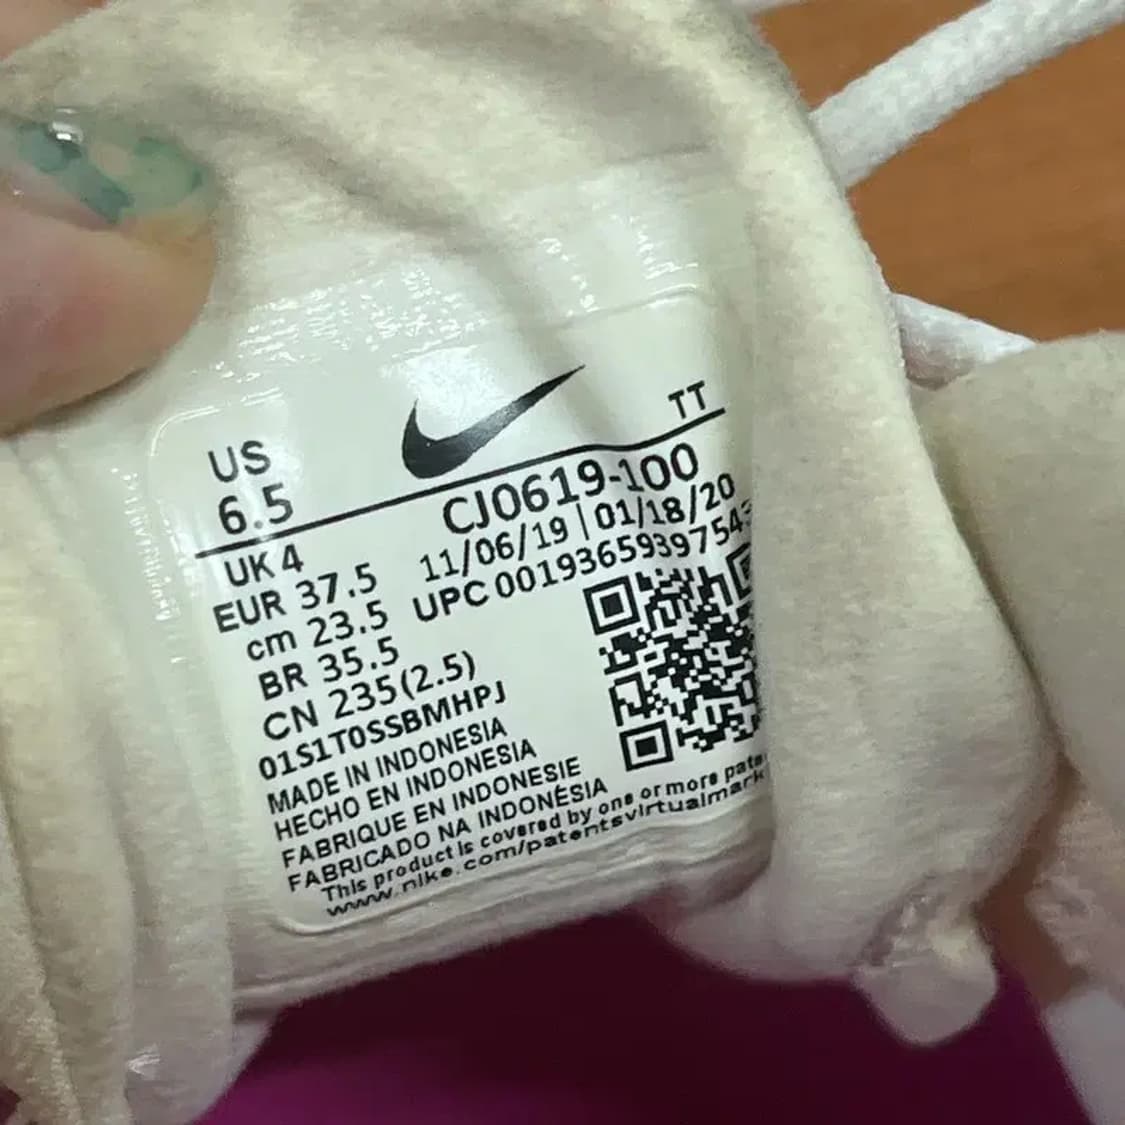 US
6.5
TT
CJ0619-100
UK 4
11/06/19 | 01/18/20
EUR 37.5
UPC 00193659397543
cm 23.5
BR 35.5
CN 235(2.5)
01S1T0SSBMHPJ
MADE IN INDONESIA
HECHO EN INDONESIA
FABRIQUE EN INDONESIE
FABRICADO NA INDONÉSIA
This product is covered by one or more
www.nike.com/patentsvirtualmark